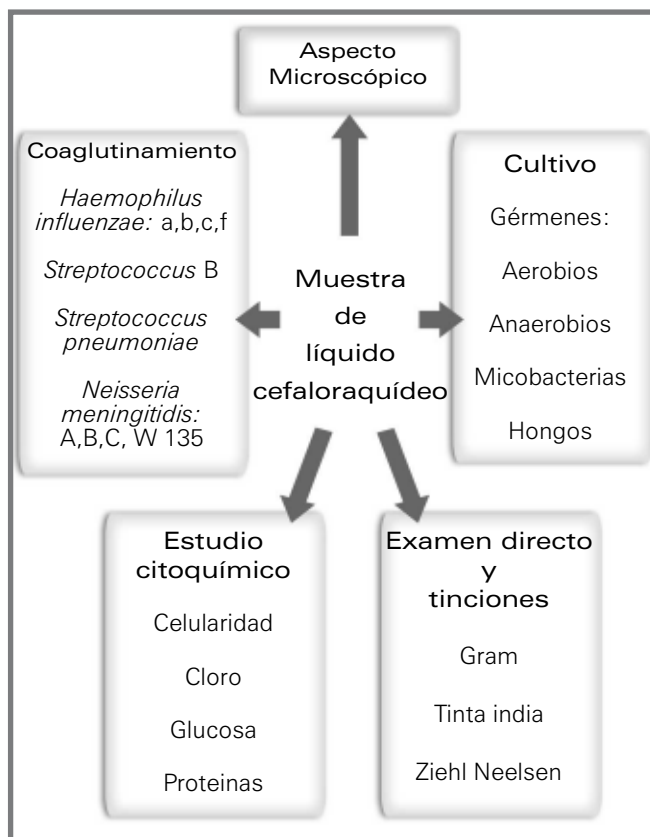 Aspecto
Microscópico
Coaglutinamiento
Haemophilus
influenzae: a,b,c,f
Streptococcus B
Streptococcus
pneumoniae
Neisseria
meningitidis:
A,B,C, W 135
Muestra
de
líquido
cefaloraquídeo
Cultivo
Gérmenes:
Aerobios
Anaerobios
Micobacterias
Hongos
Estudio
citoquímico
Celularidad
Cloro
Glucosa
Proteinas
Examen directo
y
tinciones
Gram
Tinta india
Ziehl Neelsen